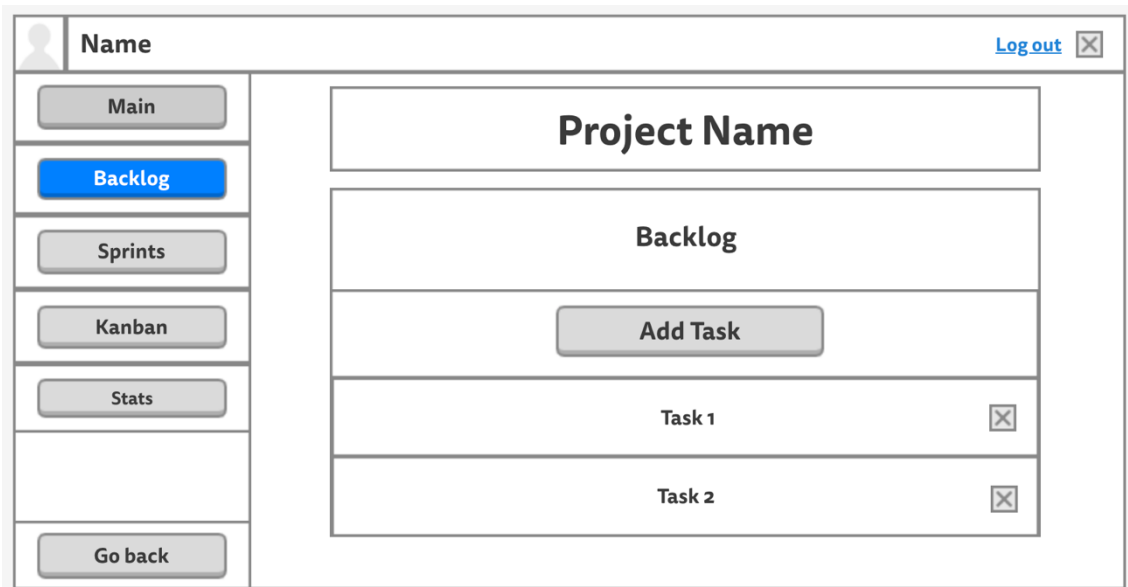 Name
Log out
Main
Backlog
Sprints
Kanban
Stats
Go back
Project Name
Backlog
Add Task
Task 1
Task 2